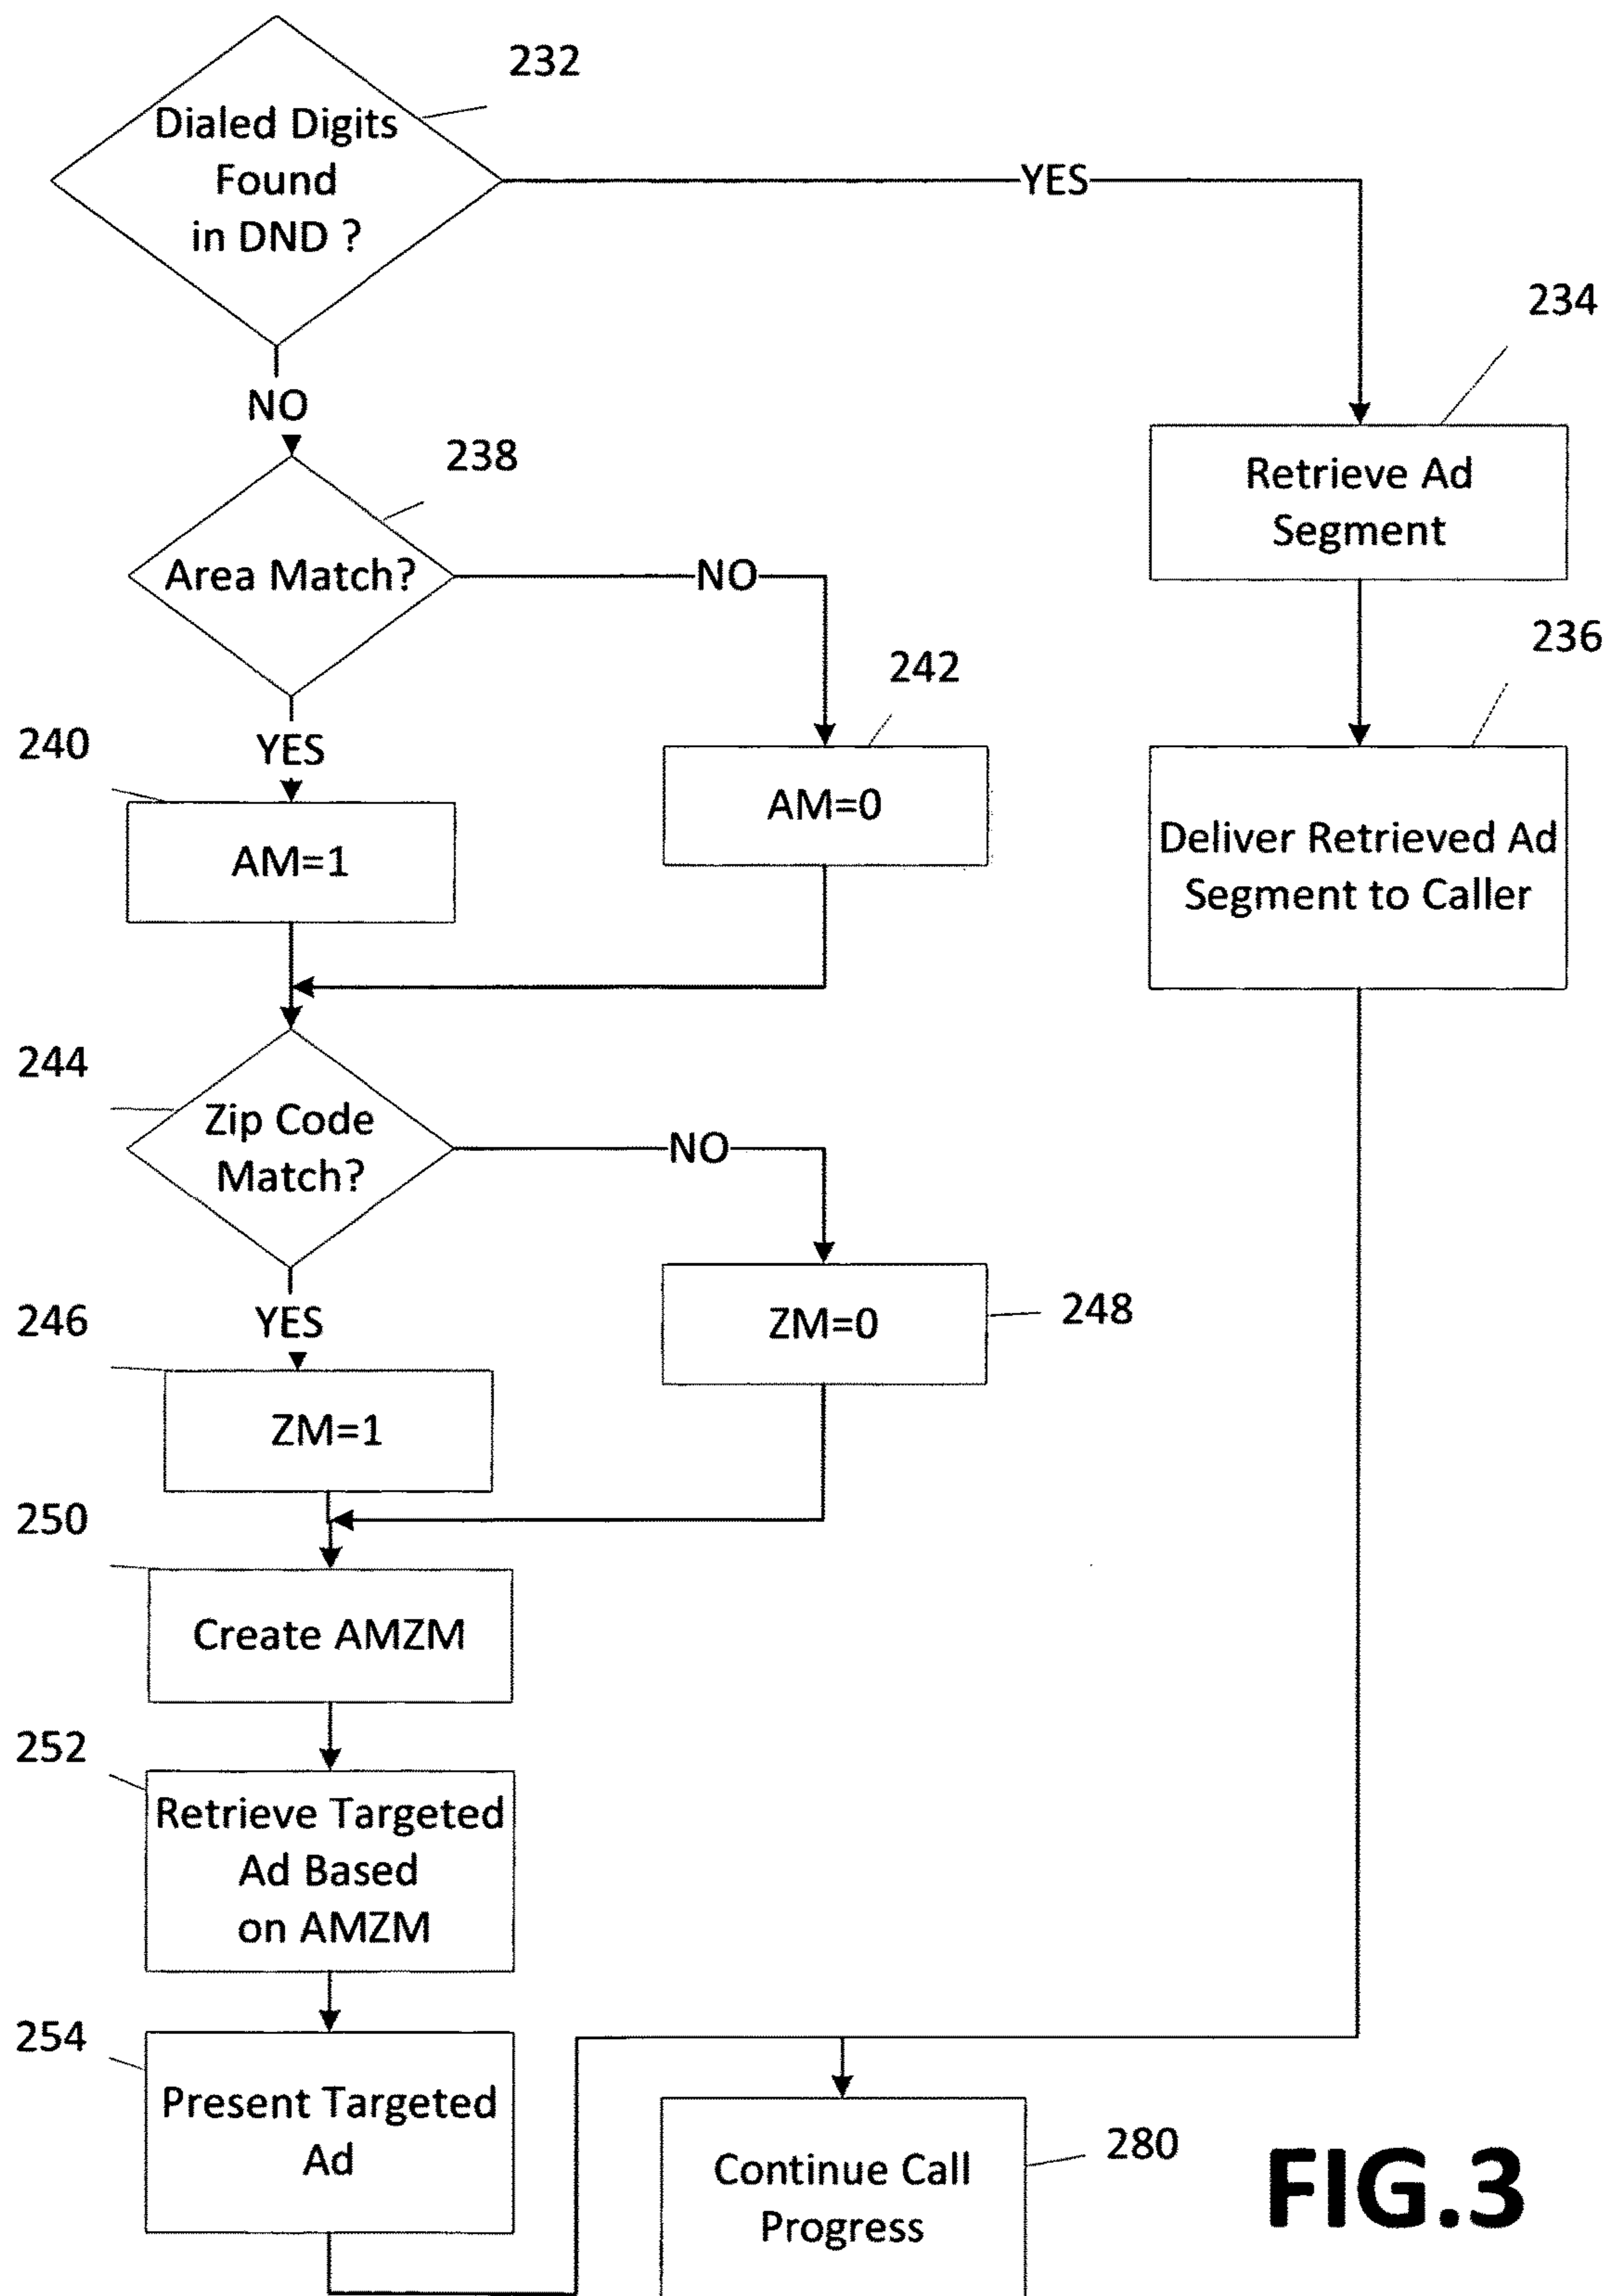 232
Dialed Digits
Found
in DND ?
YES
234
NO
238
Retrieve Ad
Segment
Area Match?
NO
236
242
240
YES
AM=0
AM=1
Deliver Retrieved Ad
Segment to Caller
244
Zip Code
Match?
NO
246
YES
ZM=0
248
ZM=1
250
Create AMZM
252
Retrieve Targeted
Ad Based
on AMZM
254
Present Targeted
Ad
280
Continue Call
Progress
FIG.3